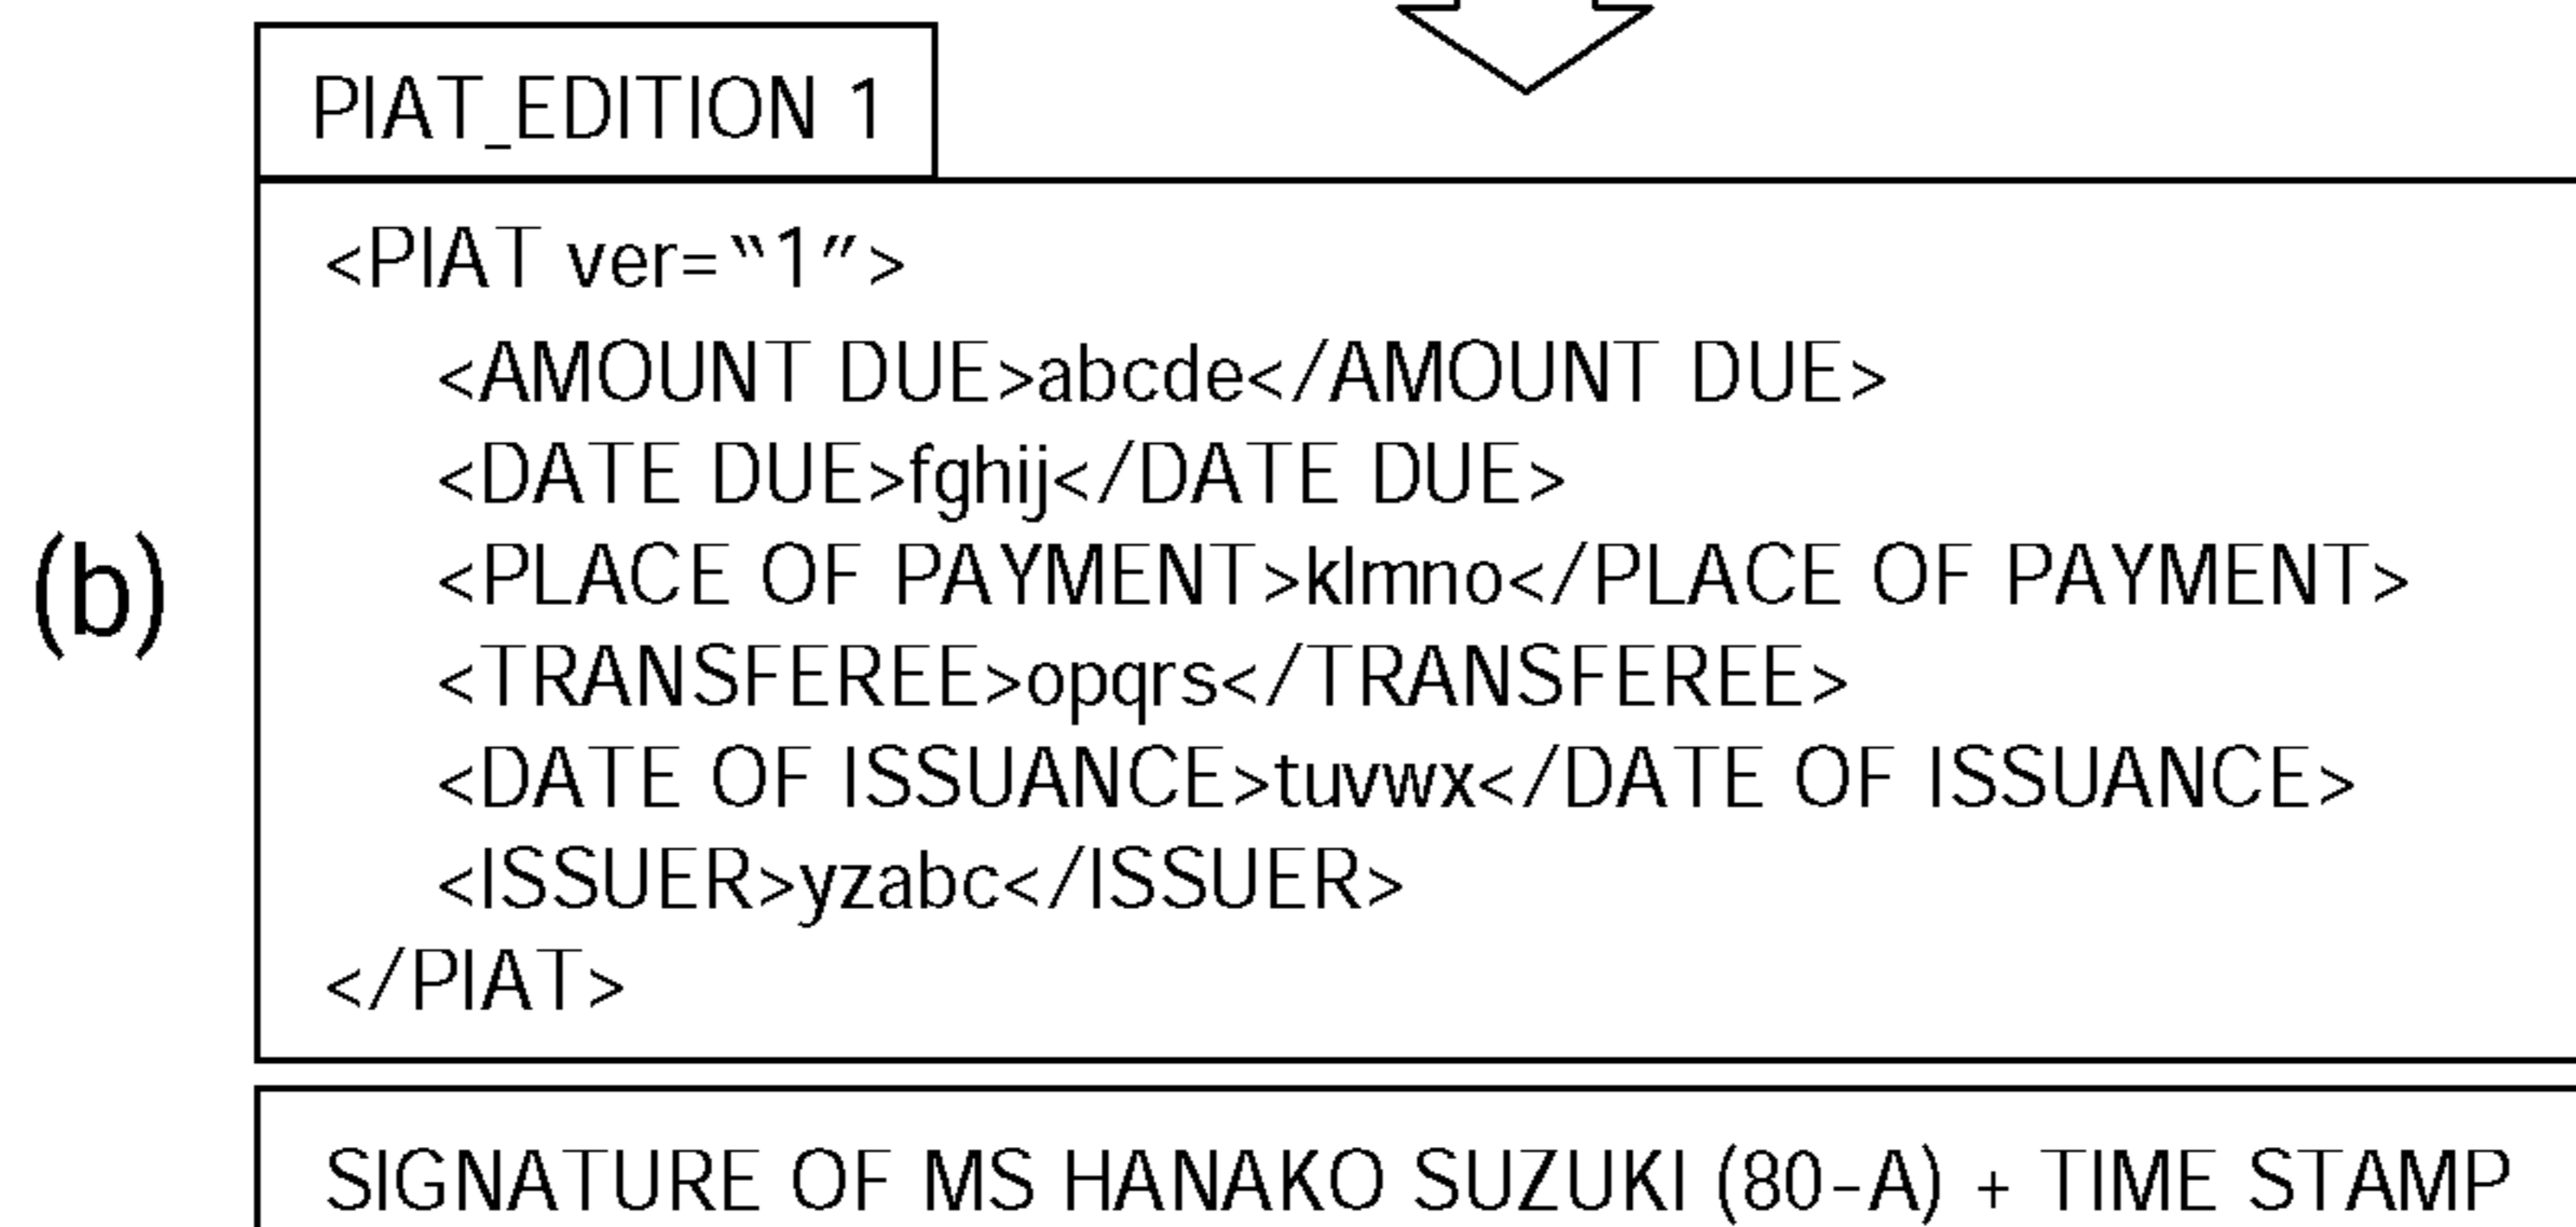 PIAT_EDITION 1
<PIAT ver="1">
<AMOUNT DUE>abcde</AMOUNT DUE>
<DATE DUE>fghij</DATE DUE>
<PLACE OF PAYMENT>klmno</PLACE OF PAYMENT>
<TRANSFEREE>opqrs</TRANSFEREE>
<DATE OF ISSUANCE>tuvwx</DATE OF ISSUANCE>
<ISSUER>yzabc</ISSUER>
</PIAT>
(b)
SIGNATURE OF MS HANAKO SUZUKI (80-A) + TIME STAMP